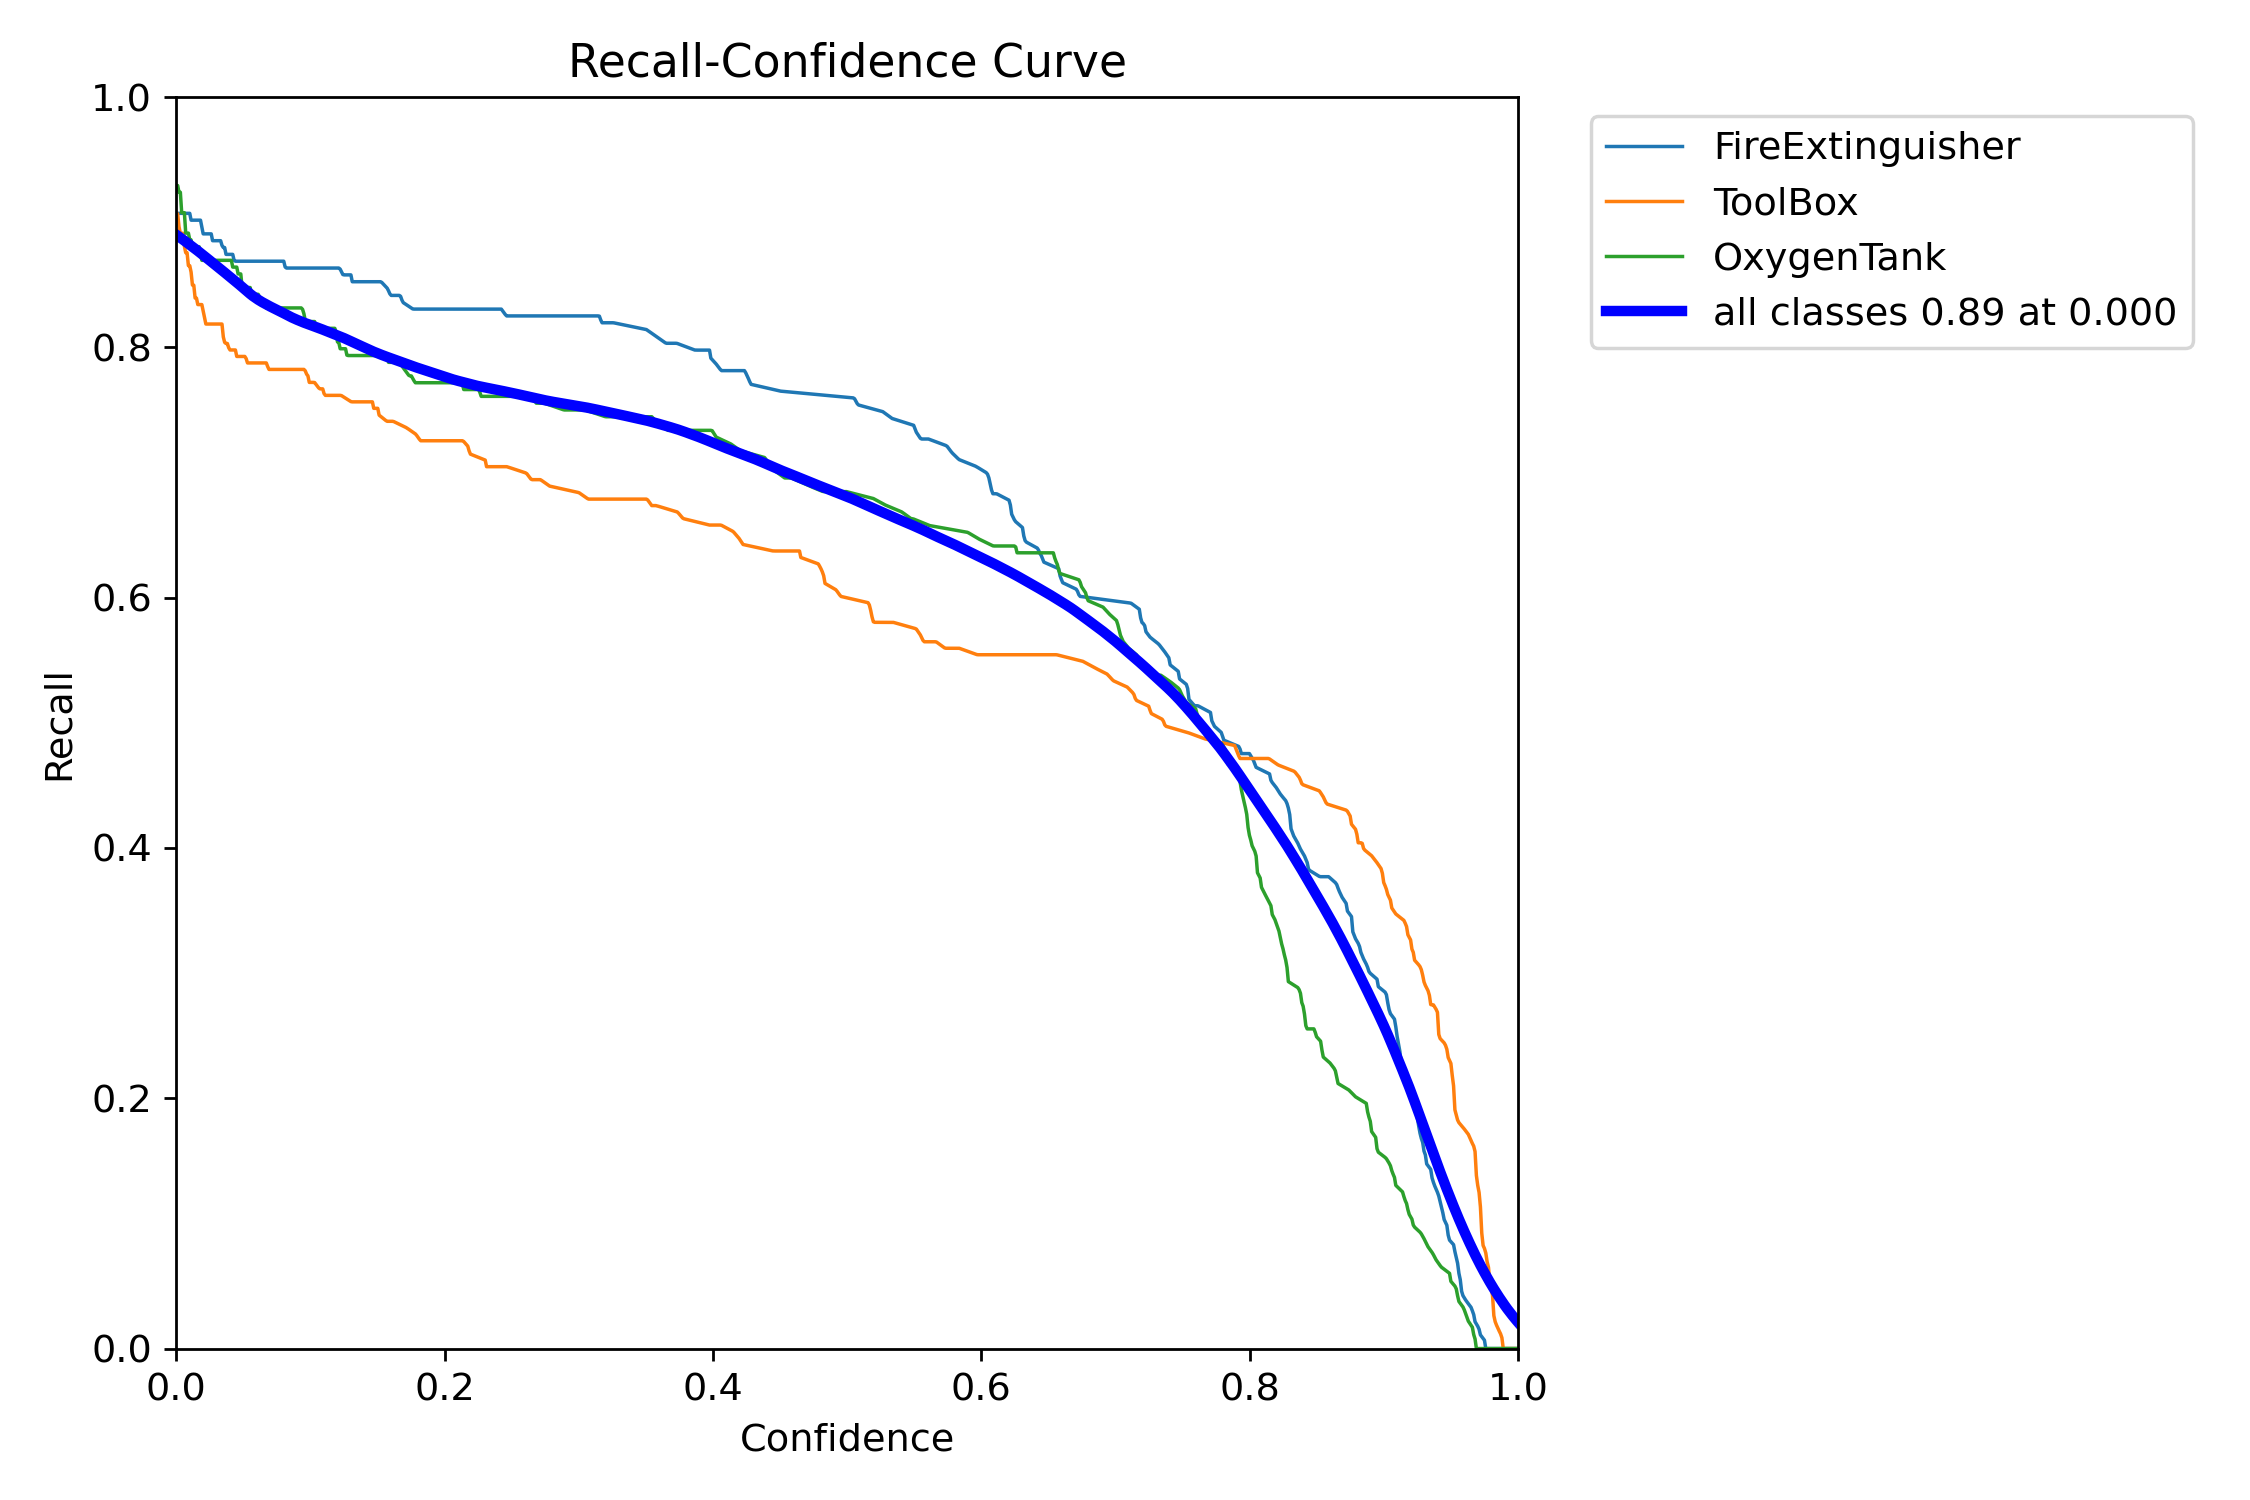 Recall-Confidence Curve
1.0
0.8
0.6
0.4
0.2
0.0
Recall
0.0 0.2 0.4 0.6 0.8 1.0
Confidence
FireExtinguisher
ToolBox
OxygenTank
all classes 0.89 at 0.000